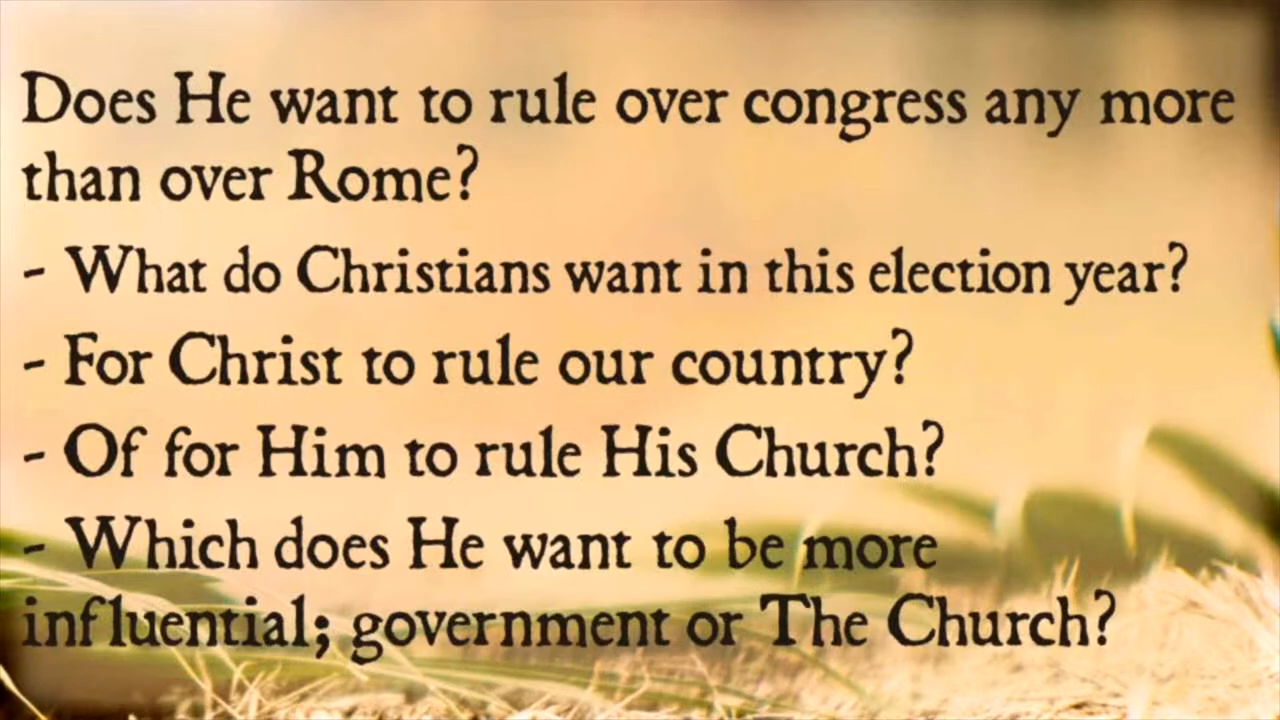 Does He want to rule over congress any more
than over Rome?
- What do Christians want in this election year?
- For Christ to rule our country?
- Of for Him to rule His Church?
- Which does He want to be more
influential; government or The Church?